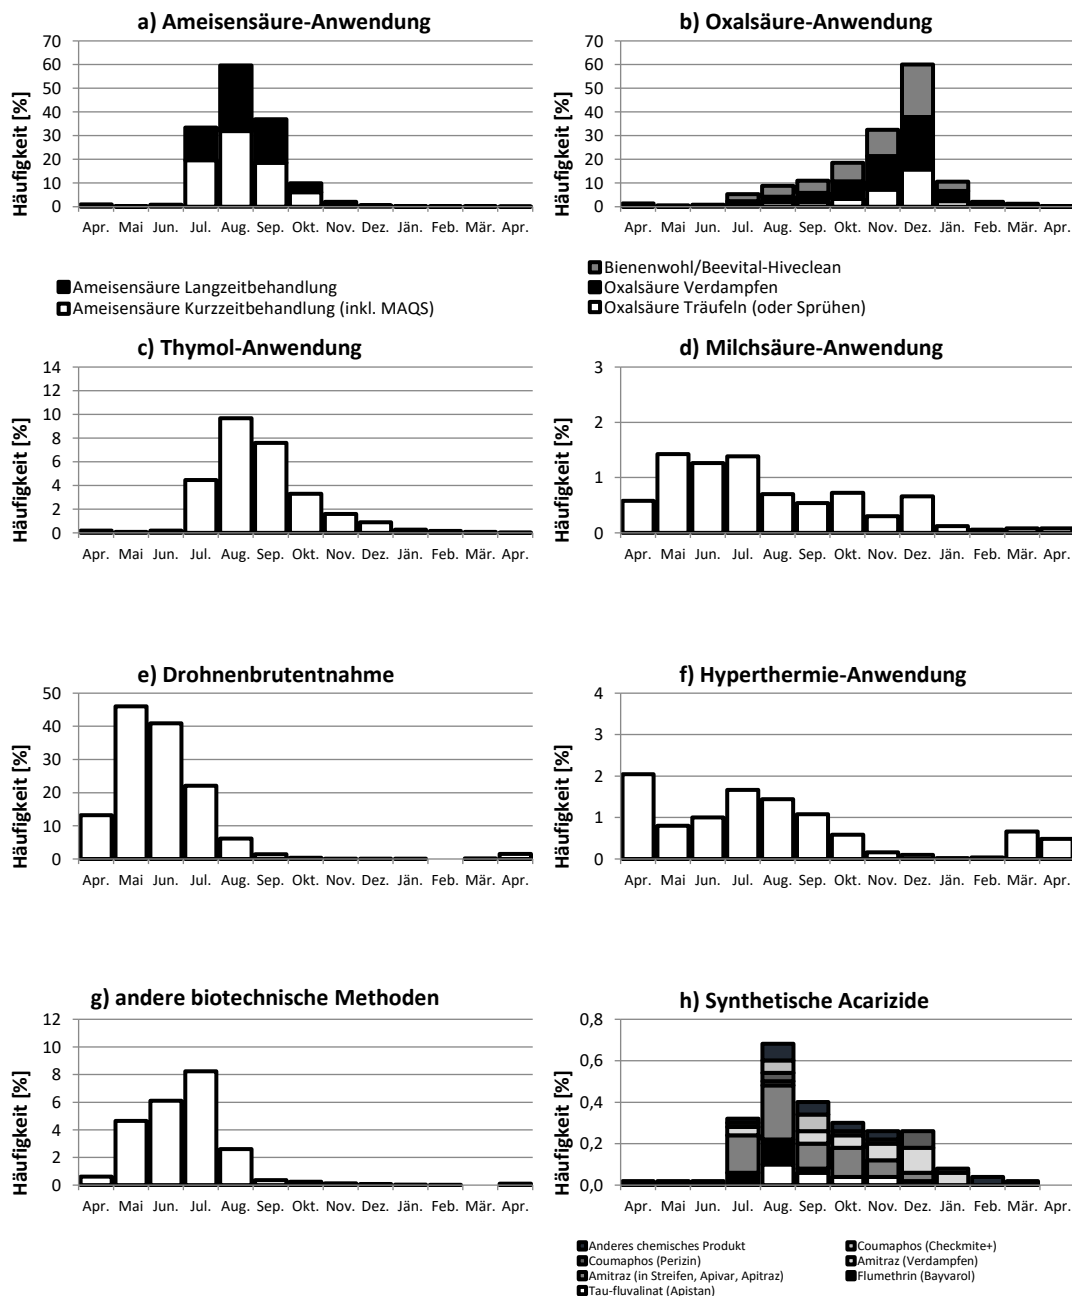 a) Ameisensäure-Anwendung
Häufigkeit [%]
70
60
50
40
30
20
10
0
Apr. Mai Jun. Jul. Aug. Sep. Okt. Nov. Dez. Jän. Feb. Mär. Apr.
Ameisensäure Langzeitbehandlung
Ameisensäure Kurzzeitbehandlung (inkl. MAQS)
b) Oxalsäure-Anwendung
Häufigkeit [%]
70
60
50
40
30
20
10
0
Apr. Mai Jun. Jul. Aug. Sep. Okt. Nov. Dez. Jän. Feb. Mär. Apr.
Bienenwohl/Beevital-Hiveclean
Oxalsäure Verdampfen
Oxalsäure Träufeln (oder Sprühen)
c) Thymol-Anwendung
Häufigkeit [%]
14
12
10
8
6
4
2
0
Apr. Mai Jun. Jul. Aug. Sep. Okt. Nov. Dez. Jän. Feb. Mär. Apr.
d) Milchsäure-Anwendung
Häufigkeit [%]
3
2
1
0
Apr. Mai Jun. Jul. Aug. Sep. Okt. Nov. Dez. Jän. Feb. Mär. Apr.
e) Drohnenbrutentnahme
Häufigkeit [%]
50
40
30
20
10
0
Apr. Mai Jun. Jul. Aug. Sep. Okt. Nov. Dez. Jän. Feb. Mär. Apr.
f) Hyperthermie-Anwendung
Häufigkeit [%]
4
3
2
1
0
Apr. Mai Jun. Jul. Aug. Sep. Okt. Nov. Dez. Jän. Feb. Mär. Apr.
g) andere biotechnische Methoden
Häufigkeit [%]
12
10
8
6
4
2
0
Apr. Mai Jun. Jul. Aug. Sep. Okt. Nov. Dez. Jän. Feb. Mär. Apr.
h) Synthetische Acarizide
Häufigkeit [%]
0,8
0,6
0,4
0,2
0,0
Apr. Mai Jun. Jul. Aug. Sep. Okt. Nov. Dez. Jän. Feb. Mär. Apr.
Anderes chemisches Produkt
Coumaphos (Checkmite+)
Coumaphos (Perizin)
Amitraz (Verdampfen)
Amitraz (in Streifen, Apivar, Apitraz)
Flumethrin (Bayvarol)
Tau-fluvalinat (Apistan)